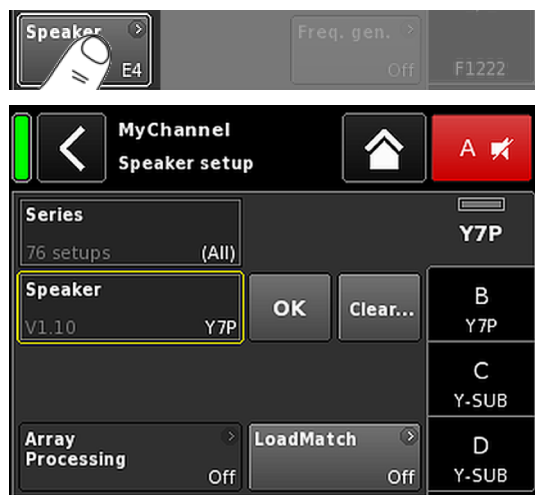 Speaker
Freq. gen.
E4
Off
F1222
MyChannel
Speaker setup
A
Series
76 setups
(All)
Y7P
Speaker
V1.10
Y7P
OK
Clear...
B
Y7P
C
Y-SUB
Array
Processing
Off
LoadMatch
Off
D
Y-SUB